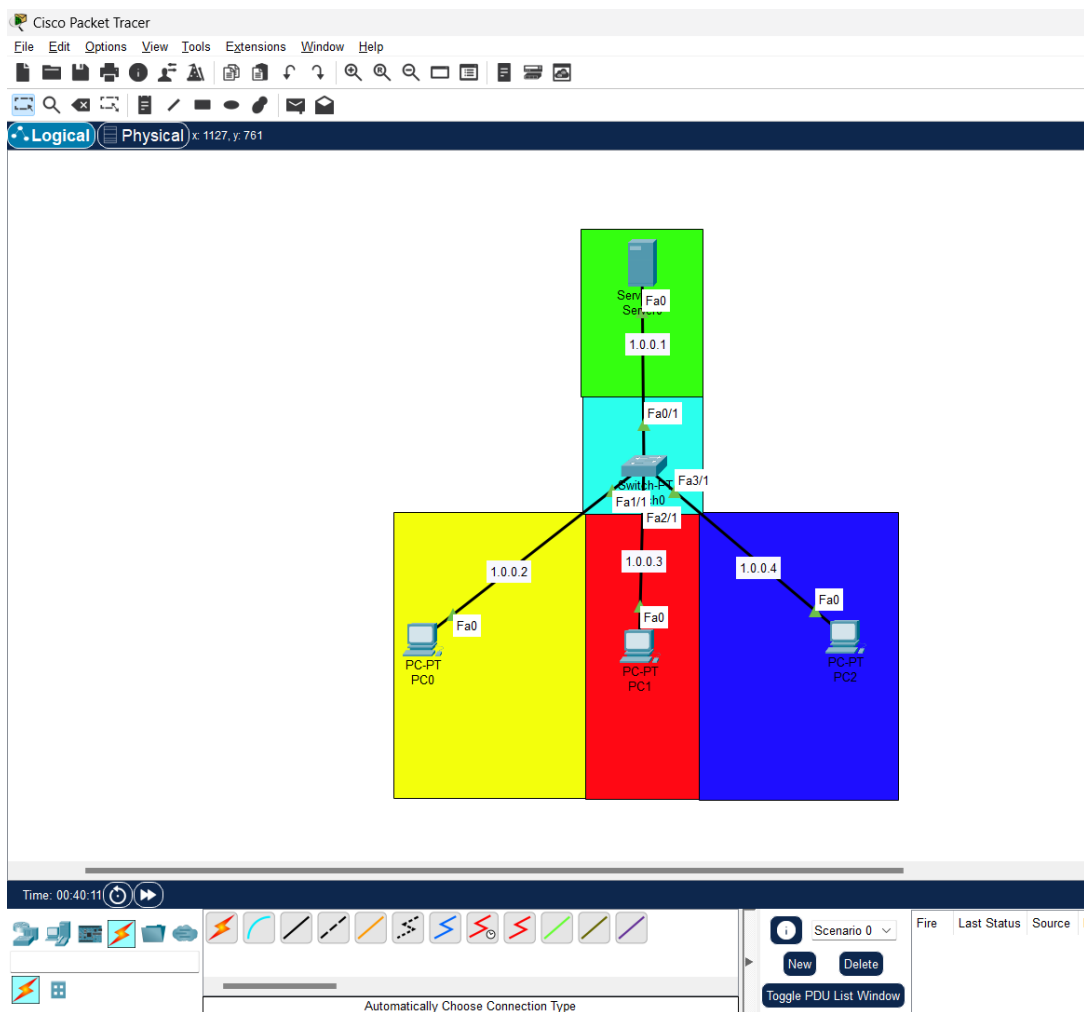 Cisco Packet Tracer
File Edit Options View Tools Extensions Window Help
Logical Physical x: 1127, y: 761
Fa0
Server0
1.0.0.1
Fa0/1
Switch-PT
Fa3/1
Fa1/1
Fa2/1
1.0.0.2
1.0.0.3
1.0.0.4
Fa0
Fa0
Fa0
PC-PT
PC0
PC-PT
PC1
PC-PT
PC2
Time: 00:40:11
Scenario 0
Fire Last Status Source
New Delete
Toggle PDU List Window
Automatically Choose Connection Type